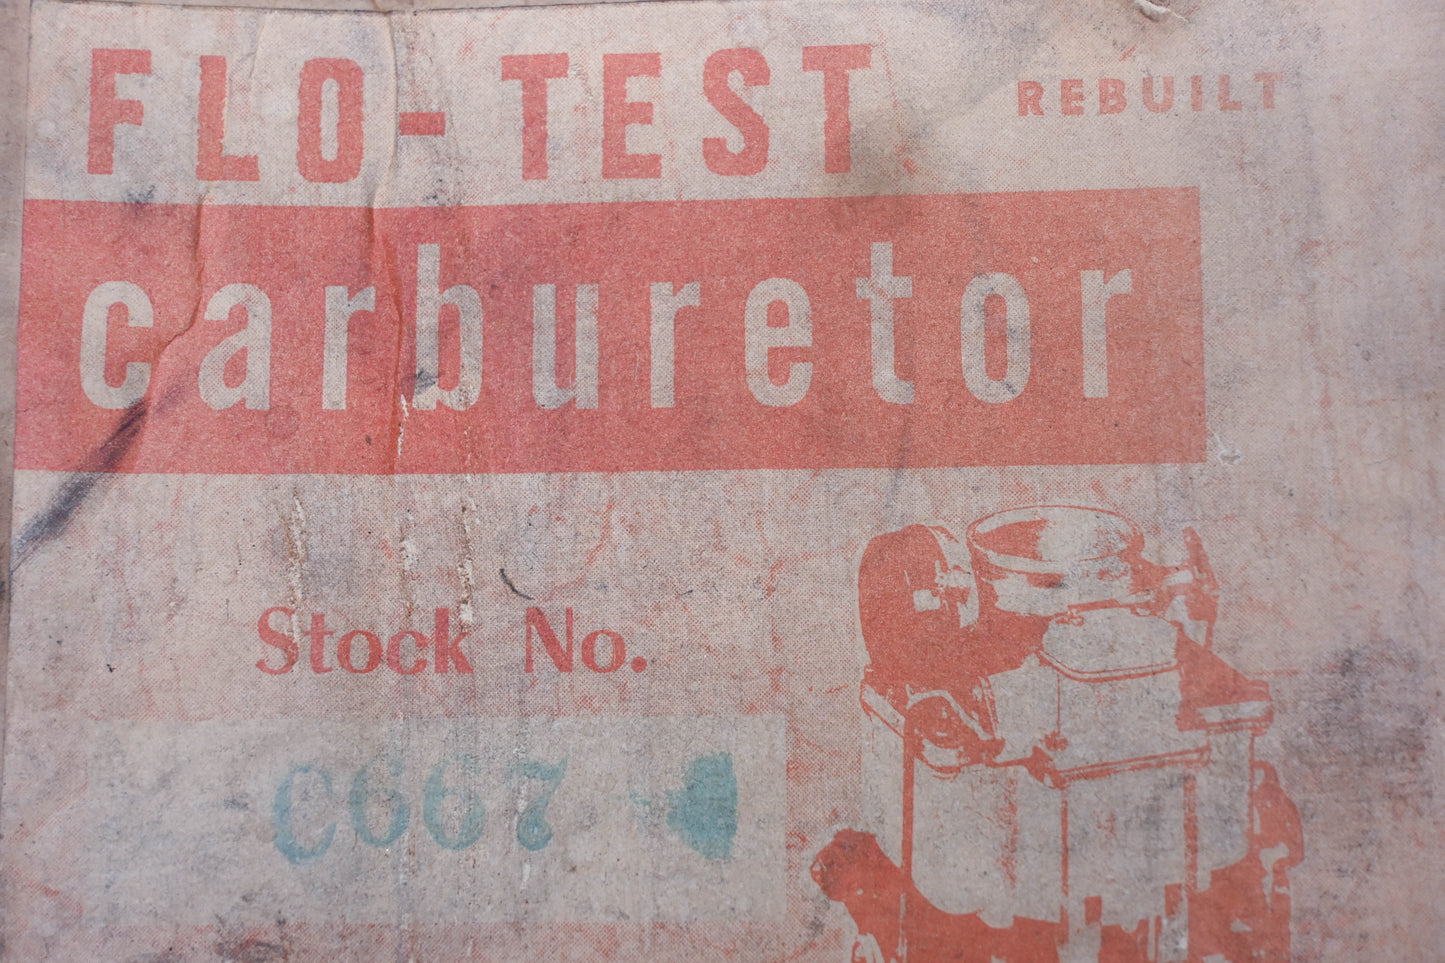 FLO-TEST REBUILT
carburetor
Stock No.
C667